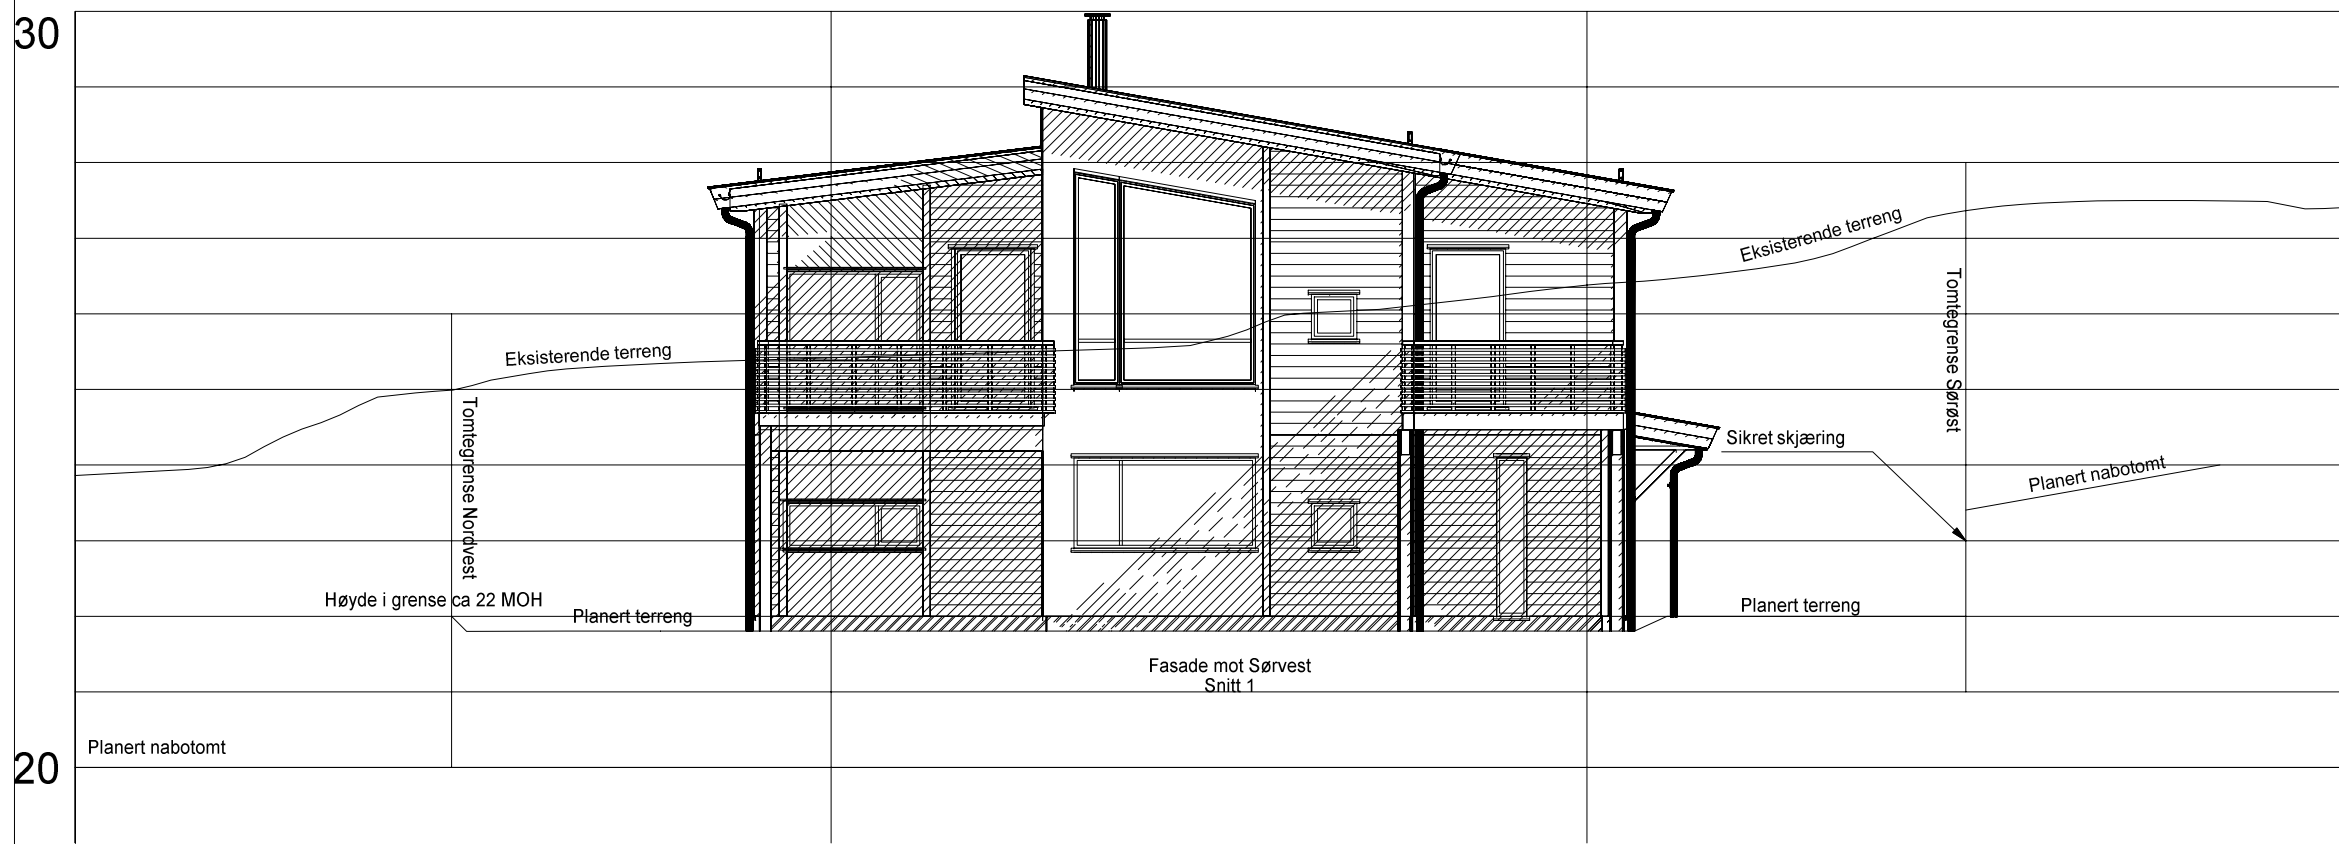 30
Eksisterende terreng
Eksisterende terreng
Tomtegrense Nordvest
Tomtegrense Sørøst
Sikret skjæring
Planert nabotomt
Høyde i grense ca 22 MOH
Planert terreng
Planert terreng
Fasade mot Sørvest
Snitt 1
Planert nabotomt
20